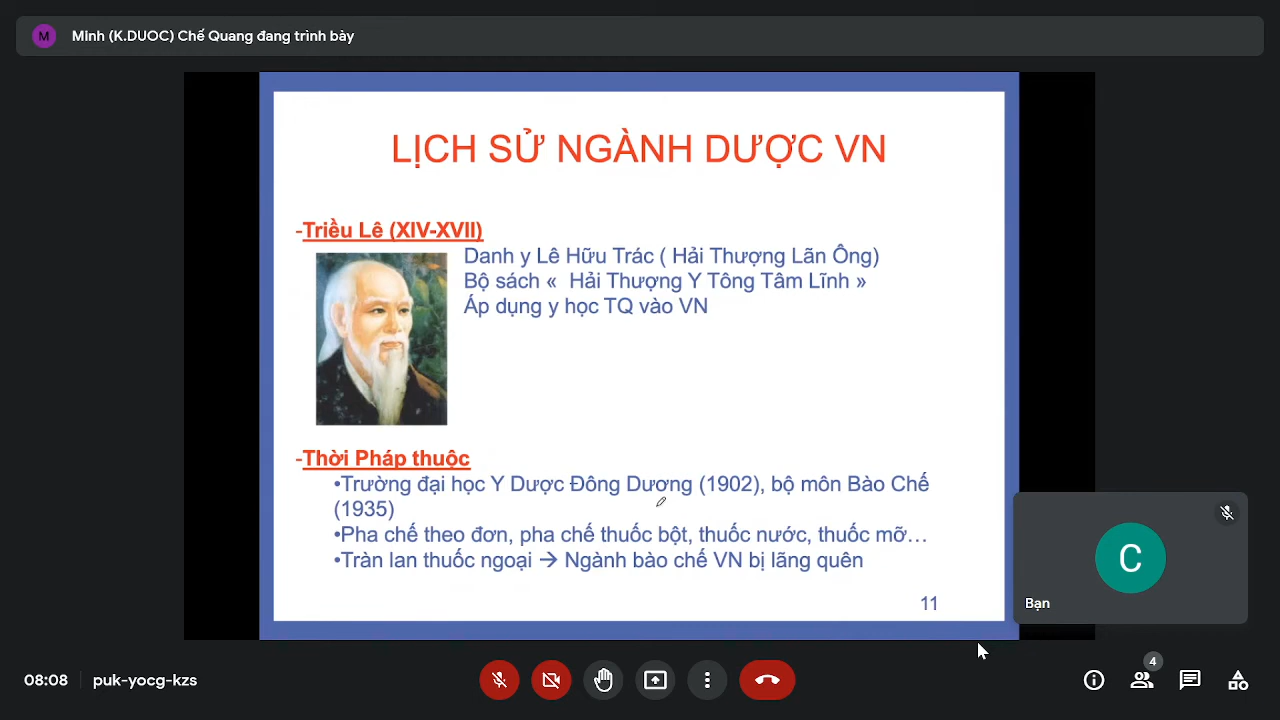 M
Minh (K.DUOC) Chế Quang đang trình bày
LỊCH SỬ NGÀNH DƯỢC VN
-Triều Lê (XIV-XVII)
Danh y Lê Hữu Trác ( Hải Thượng Lãn Ông)
Bộ sách «  Hải Thượng Y Tông Tâm Lĩnh »
Áp dụng y học TQ vào VN
-Thời Pháp thuộc
•Trường đại học Y Dược Đông Dương (1902), bộ môn Bào Chế
(1935)
•Pha chế theo đơn, pha chế thuốc bột, thuốc nước, thuốc mỡ…
•Tràn lan thuốc ngoại → Ngành bào chế VN bị lãng quên
11
C
Bạn
08:08
puk-yocg-kzs
4